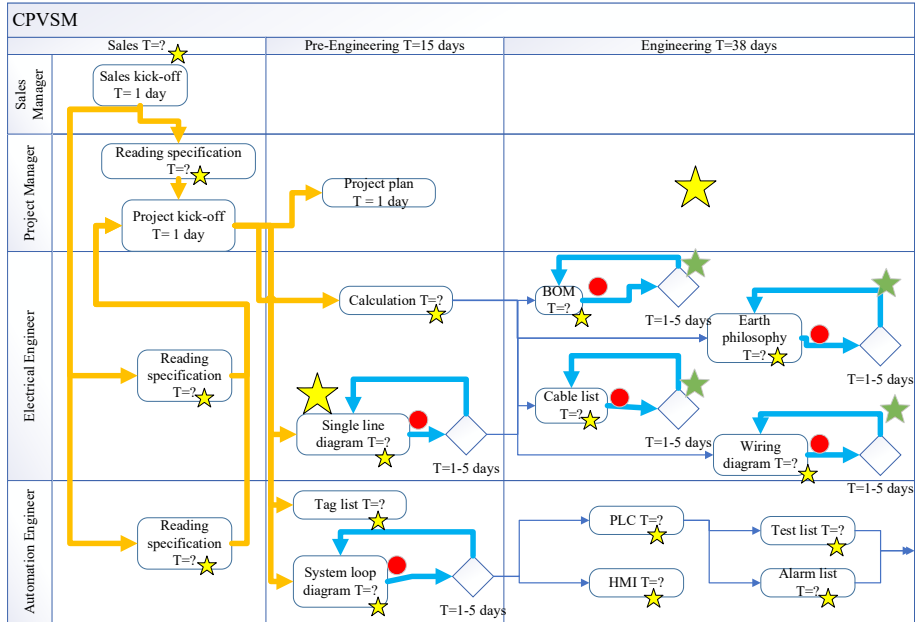 CPVSM
Sales T=?
Pre-Engineering T=15 days
Engineering T=38 days
Sales
Manager
Sales kick-off
T= 1 day
Project Manager
Reading specification
T=?
Project kick-off
T= 1 day
Project plan
T = 1 day
Electrical Engineer
Calculation T=?
BOM
T=?
T=1-5 days
Earth
philosophy
T=?
T=1-5 days
Reading
specification
T=?
Single line
diagram T=?
T=1-5 days
Cable list
T=?
T=1-5 days
Wiring
diagram T=?
T=1-5 days
Automation Engineer
Reading
specification
T=?
Tag list T=?
System loop
diagram T=?
T=1-5 days
PLC T=?
HMI T=?
Test list T=?
Alarm list
T=?